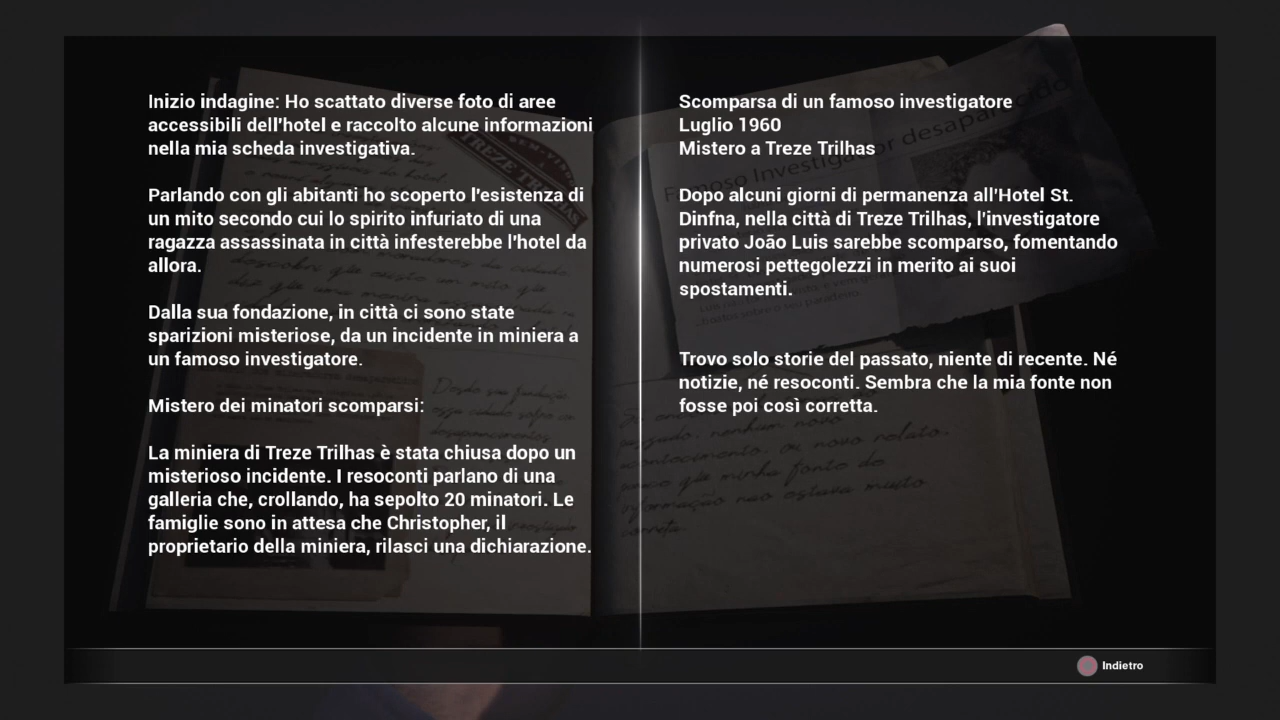 Inizio indagine: Ho scattato diverse foto di aree
accessibili dell'hotel e raccolto alcune informazioni
nella mia scheda investigativa.
Parlando con gli abitanti ho scoperto l'esistenza di
un mito secondo cui lo spirito infuriato di una
ragazza assassinata in città infesterebbe l'hotel da
allora.
Dalla sua fondazione, in città ci sono state
sparizioni misteriose, da un incidente in miniera a
un famoso investigatore.
Mistero dei minatori scomparsi:
La miniera di Treze Trilhas è stata chiusa dopo un
misterioso incidente. I resoconti parlano di una
galleria che, crollando, ha sepolto 20 minatori. Le
famiglie sono in attesa che Christopher, il
proprietario della miniera, rilasci una dichiarazione.
TREZE TRILHAS
Scomparsa di un famoso investigatore
Luglio 1960
Mistero a Treze Trilhas
Dopo alcuni giorni di permanenza all'Hotel St.
Dinfna, nella città di Treze Trilhas, l'investigatore
privato João Luis sarebbe scomparso, fomentando
numerosi pettegolezzi in merito ai suoi
spostamenti.
Trovo solo storie del passato, niente di recente. Né
notizie, né resoconti. Sembra che la mia fonte non
fosse poi così corretta.
Famoso Investigador desaparecido
Indietro